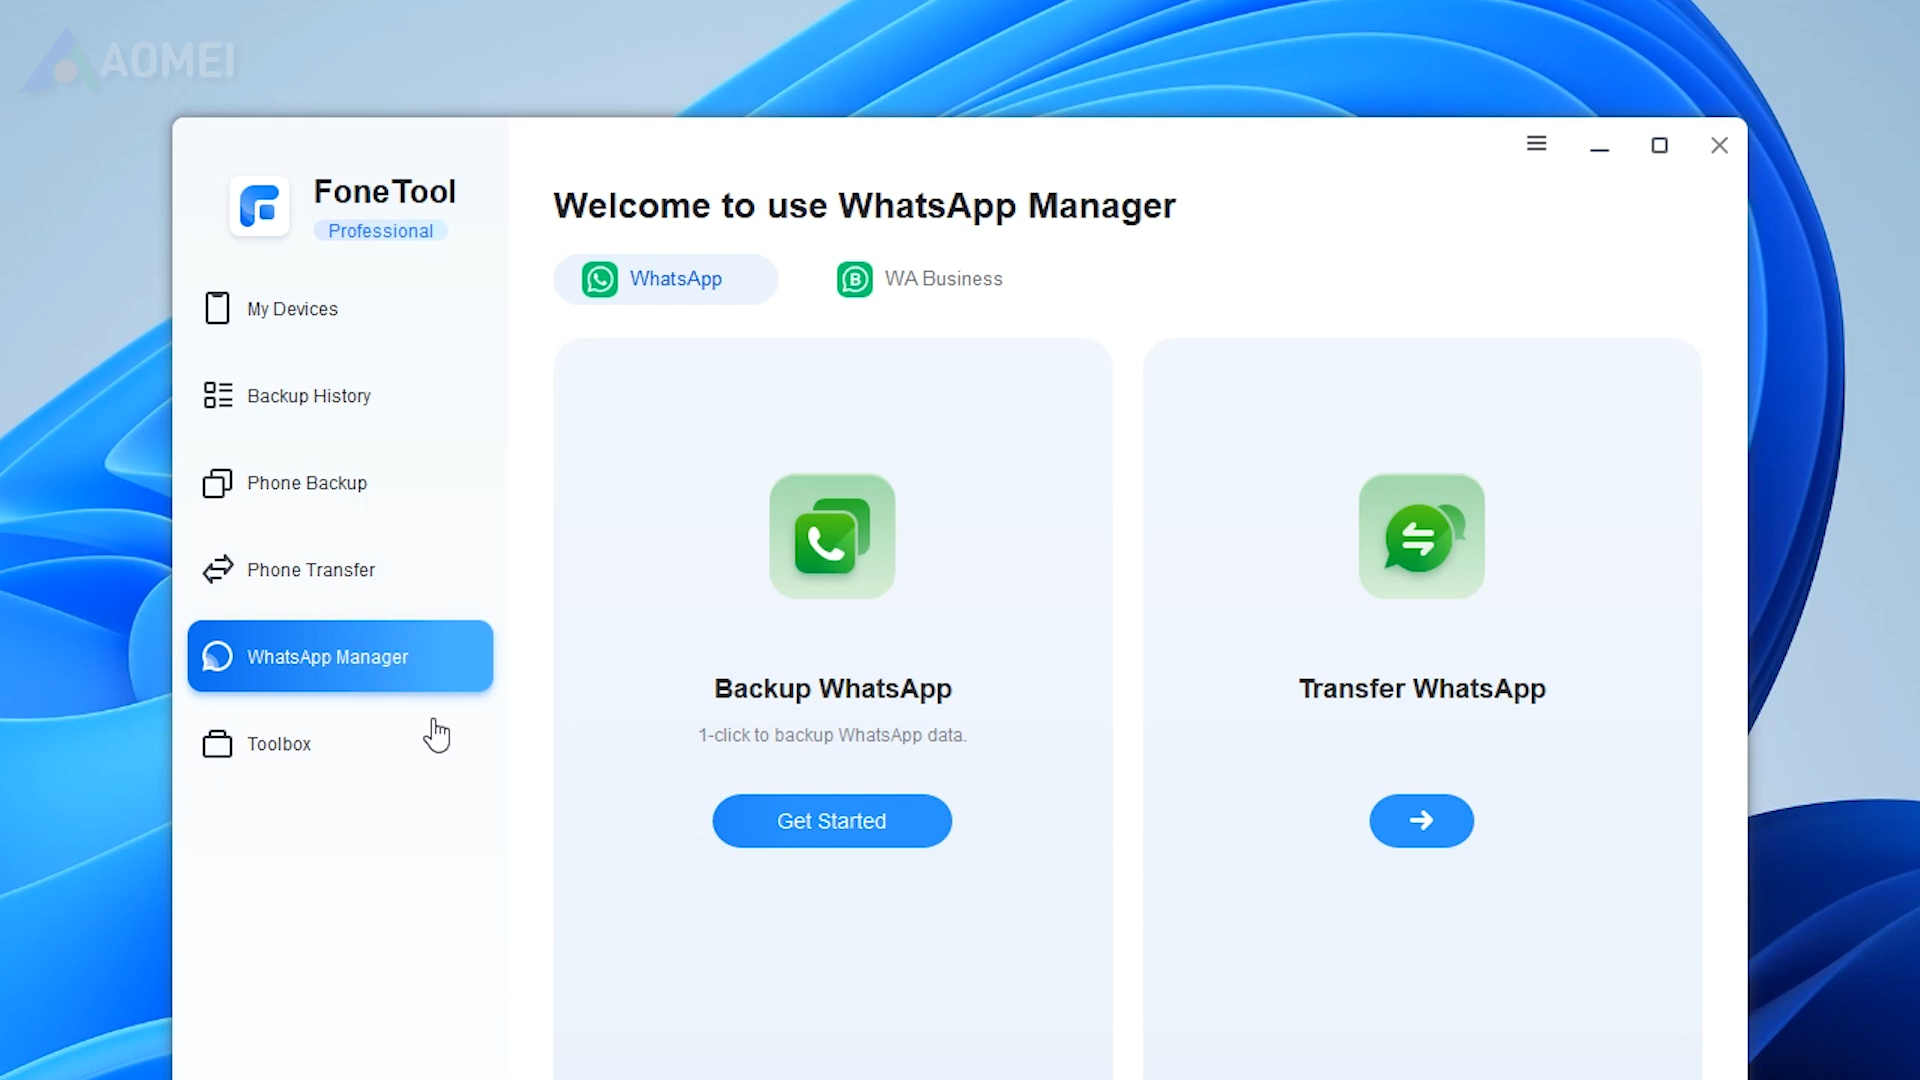 AOMEI
FoneTool
Professional
My Devices
Backup History
Phone Backup
Phone Transfer
WhatsApp Manager
Toolbox
Welcome to use WhatsApp Manager
WhatsApp
WA Business
Backup WhatsApp
1-click to backup WhatsApp data.
Get Started
Transfer WhatsApp